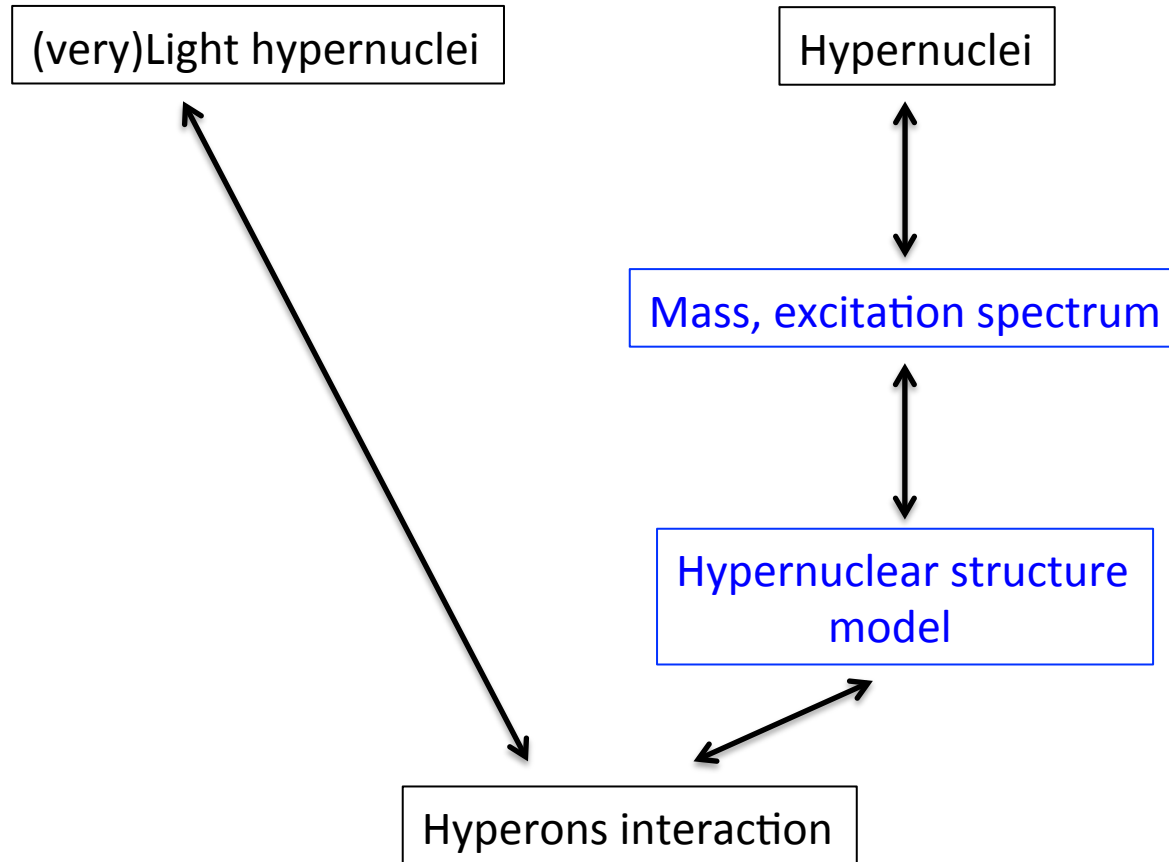 (very)Light hypernuclei
Hypernuclei
Mass, excitation spectrum
Hypernuclear structure
model
Hyperons interaction